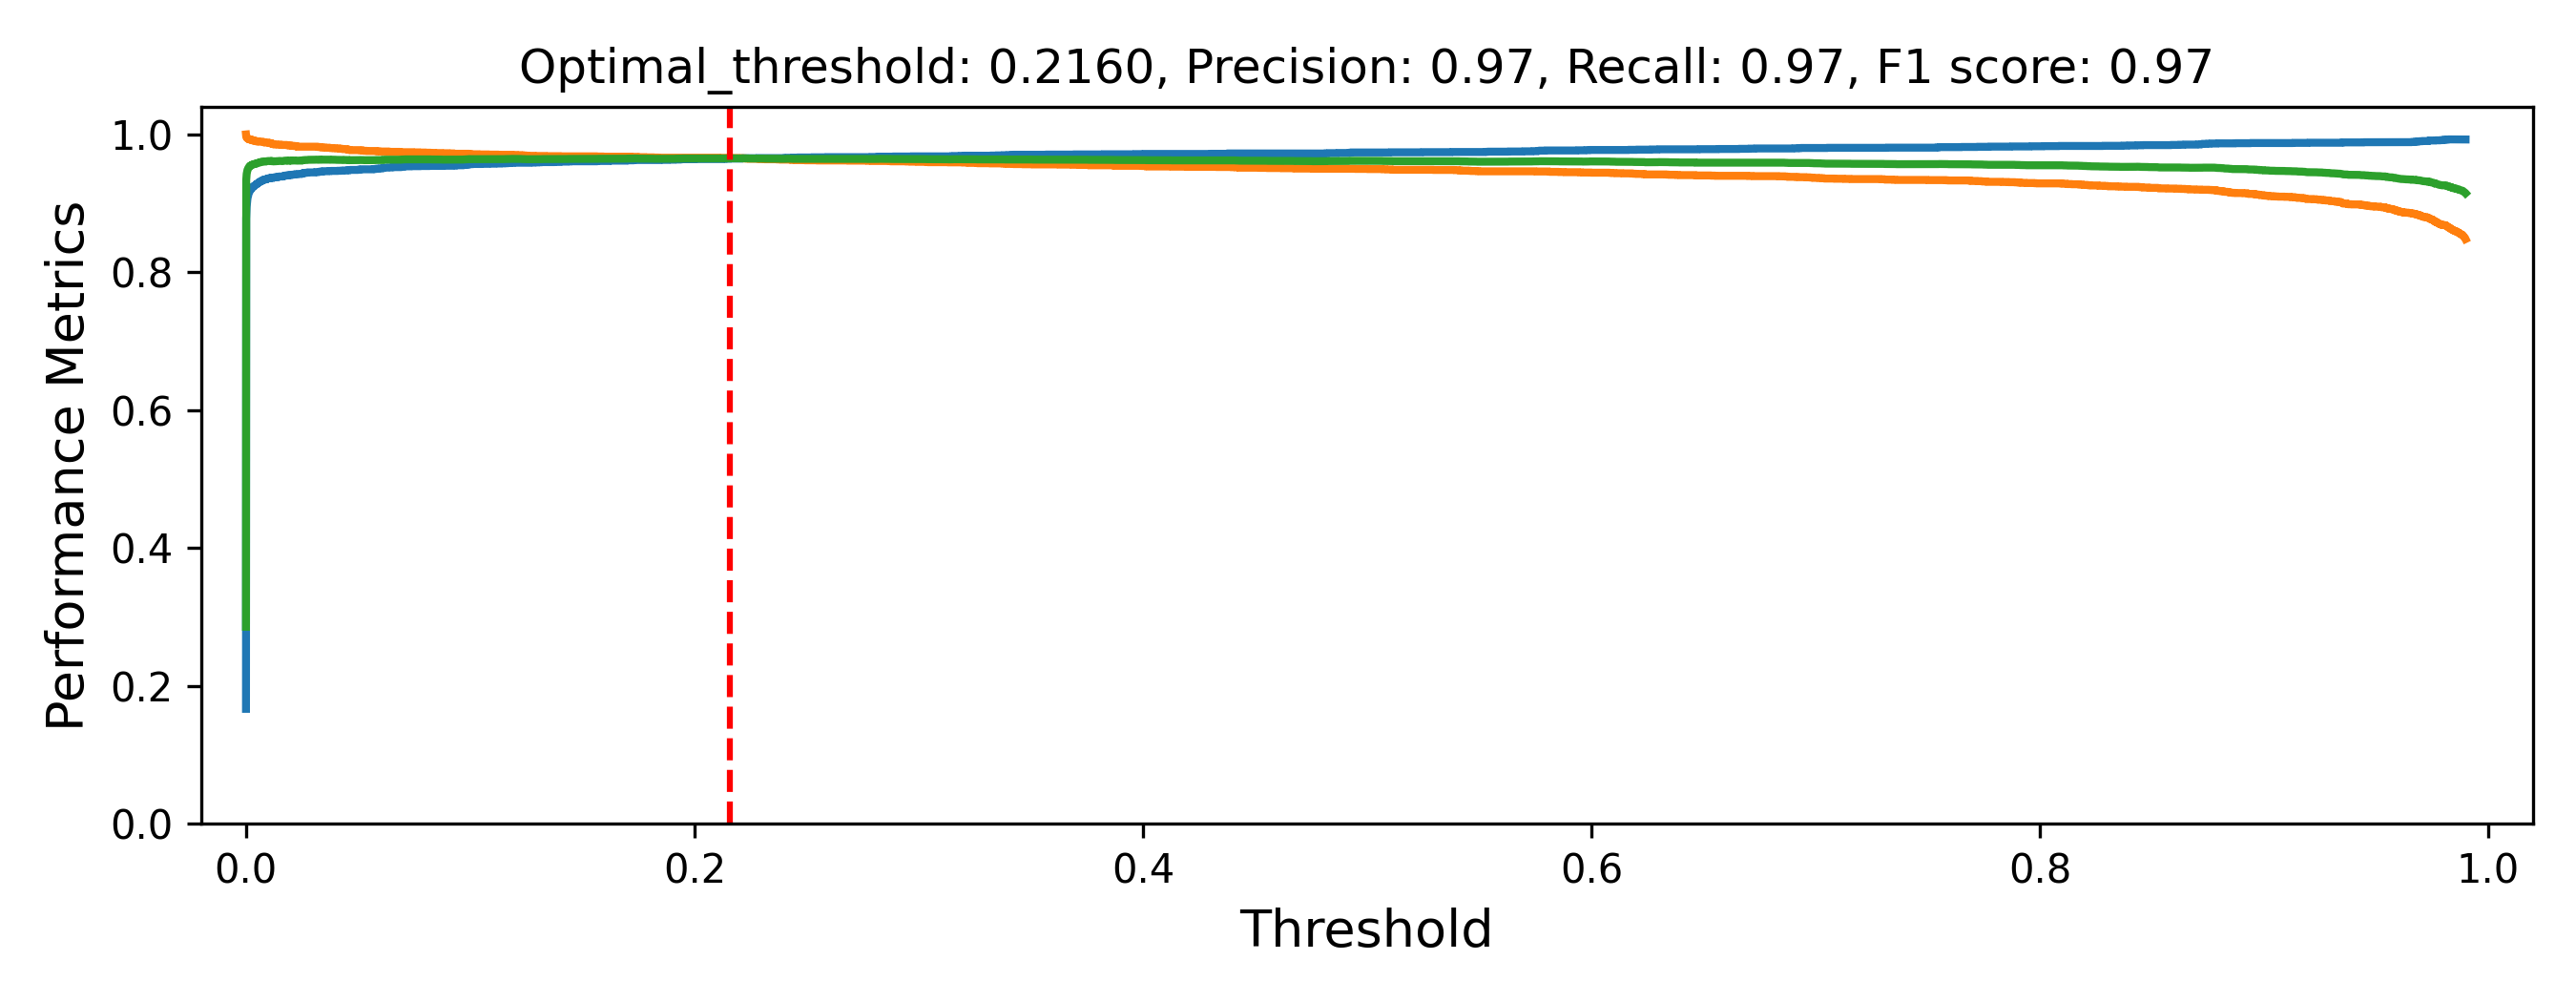 Optimal_threshold: 0.2160, Precision: 0.97, Recall: 0.97, F1 score: 0.97
1.0
0.8
0.6
0.4
0.2
0.0
Performance Metrics
0.0 0.2 0.4 0.6 0.8 1.0
Threshold